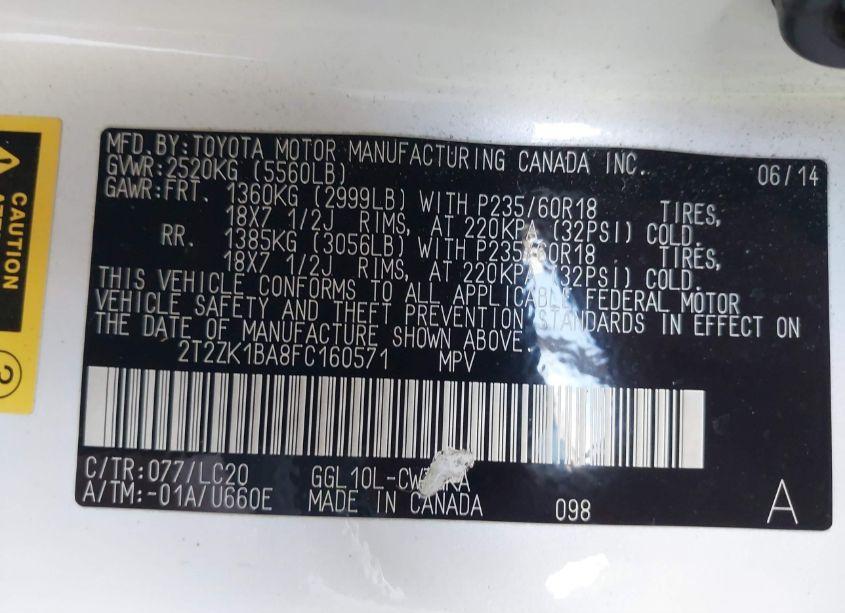 MFD.BY:TOYOTA MOTOR MANUFACTURING CANADA INC. 06/14
GVWR:2520KG (5560LB)
GAWR:FRT. 1360KG (2999LB) WITH P235/60R18 TIRES,
18X7 1/2J RIMS, AT 220KPA (32PSI) COLD.
RR. 1385KG (3056LB) WITH P235/60R18 TIRES,
18X7 1/2J RIMS, AT 220KPA (32PSI) COLD.
THIS VEHICLE CONFORMS TO ALL APPLICABLE FEDERAL MOTOR
VEHICLE SAFETY AND THEFT PREVENTION STANDARDS IN EFFECT ON
THE DATE OF MANUFACTURE SHOWN ABOVE.
2T2ZK1BA8FC160571 MPV
C/TR:077/LC20
A/TM:-01A/U660E
MADE IN CANADA
098
A
CAUTION
2